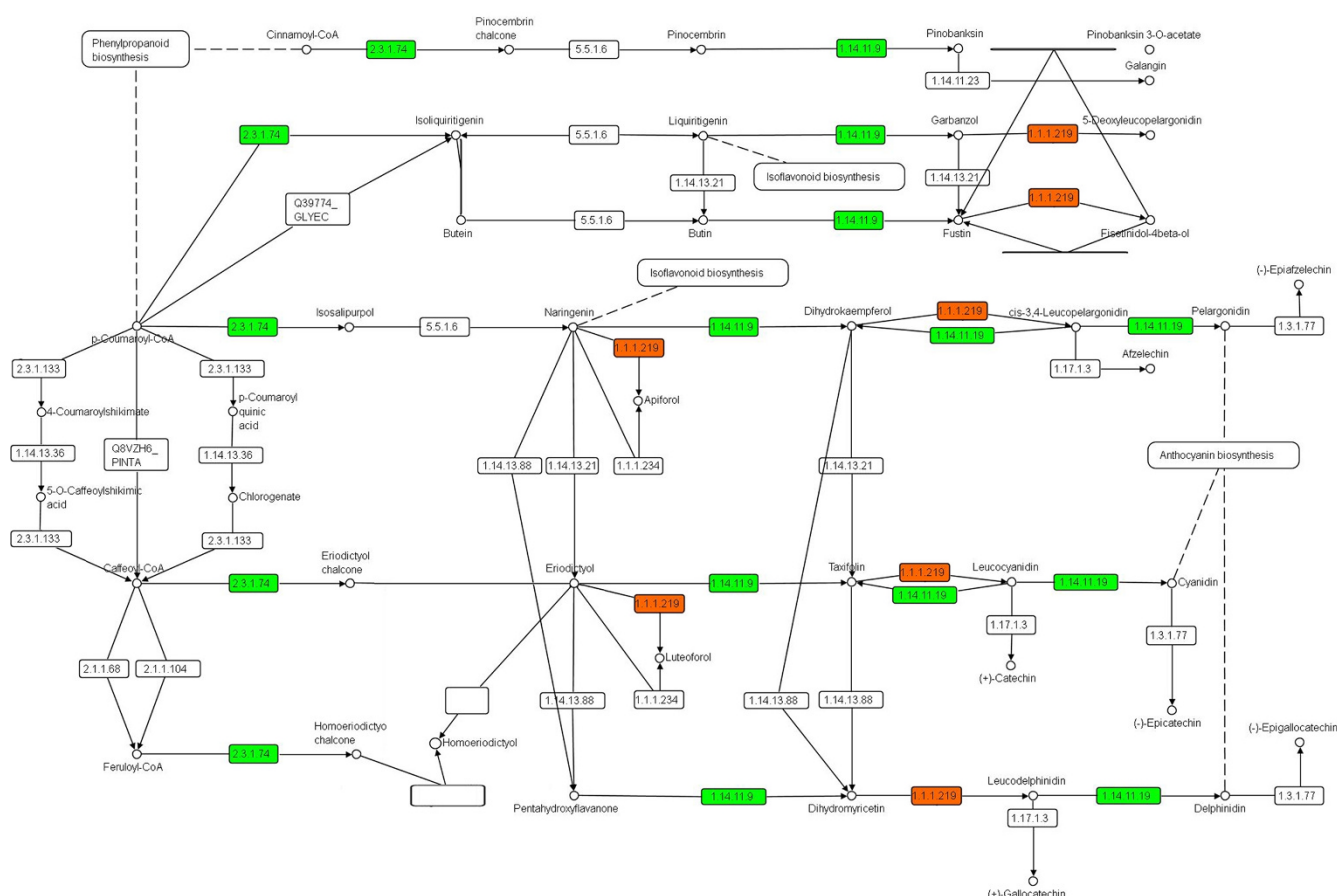 Phenylpropanoid
biosynthesis
Cinnamoyl-CoA
2.3.1.74
Pinocembrin
chalcone
5.5.1.6
Pinocembrin
1.14.11.9
Pinobanksin
1.14.11.23
Pinobanksin 3-O-acetate
Galangin
2.3.1.74
Isoliquiritigenin
5.5.1.6
Liquiritigenin
1.14.11.9
Garbanzol
1.1.1.219
5-Deoxyleucopelargonidin
1.14.13.21
Isoflavonoid biosynthesis
1.14.13.21
Q39774_
GLYEC
Butein
5.5.1.6
Butin
1.14.11.9
Fustin
1.1.1.219
Fisetinidol-4beta-ol
Isoflavonoid biosynthesis
(-)-Epiafzelechin
p-Coumaroyl-CoA
2.3.1.74
Isosalipurpol
5.5.1.6
Naringenin
1.14.11.9
Dihydrokaempferol
1.1.1.219
1.14.11.19
cis-3,4-Leucopelargonidin
1.14.11.19
Pelargonidin
1.3.1.77
1.1.1.219
2.3.1.133
2.3.1.133
1.17.1.3
Afzelechin
4-Coumaroylshikimate
p-Coumaroyl
quinic
acid
Apiforol
1.14.13.36
Q8VZH6_
PINTA
1.14.13.36
1.14.13.88
1.14.13.21
1.1.1.234
1.14.13.21
Anthocyanin biosynthesis
5-O-Caffeoylshikimic
acid
Chlorogenate
2.3.1.133
2.3.1.133
Caffeoyl-CoA
2.3.1.74
Eriodictyol
chalcone
Eriodictyol
1.14.11.9
Taxifolin
1.1.1.219
1.14.11.19
Leucocyanidin
1.14.11.19
Cyanidin
1.1.1.219
1.17.1.3
1.3.1.77
2.1.1.68
2.1.1.104
Luteoforol
(+)-Catechin
1.14.13.88
1.1.1.234
1.14.13.88
1.14.13.88
(-)-Epicatechin
(-)-Epigallocatechin
Feruloyl-CoA
2.3.1.74
Homoeriodictyo
chalcone
Homoeriodictyol
Pentahydroxyflavanone
1.14.11.9
Dihydromyricetin
1.1.1.219
Leucodelphinidin
1.14.11.19
Delphinidin
1.3.1.77
1.17.1.3
(+)-Gallocatechin